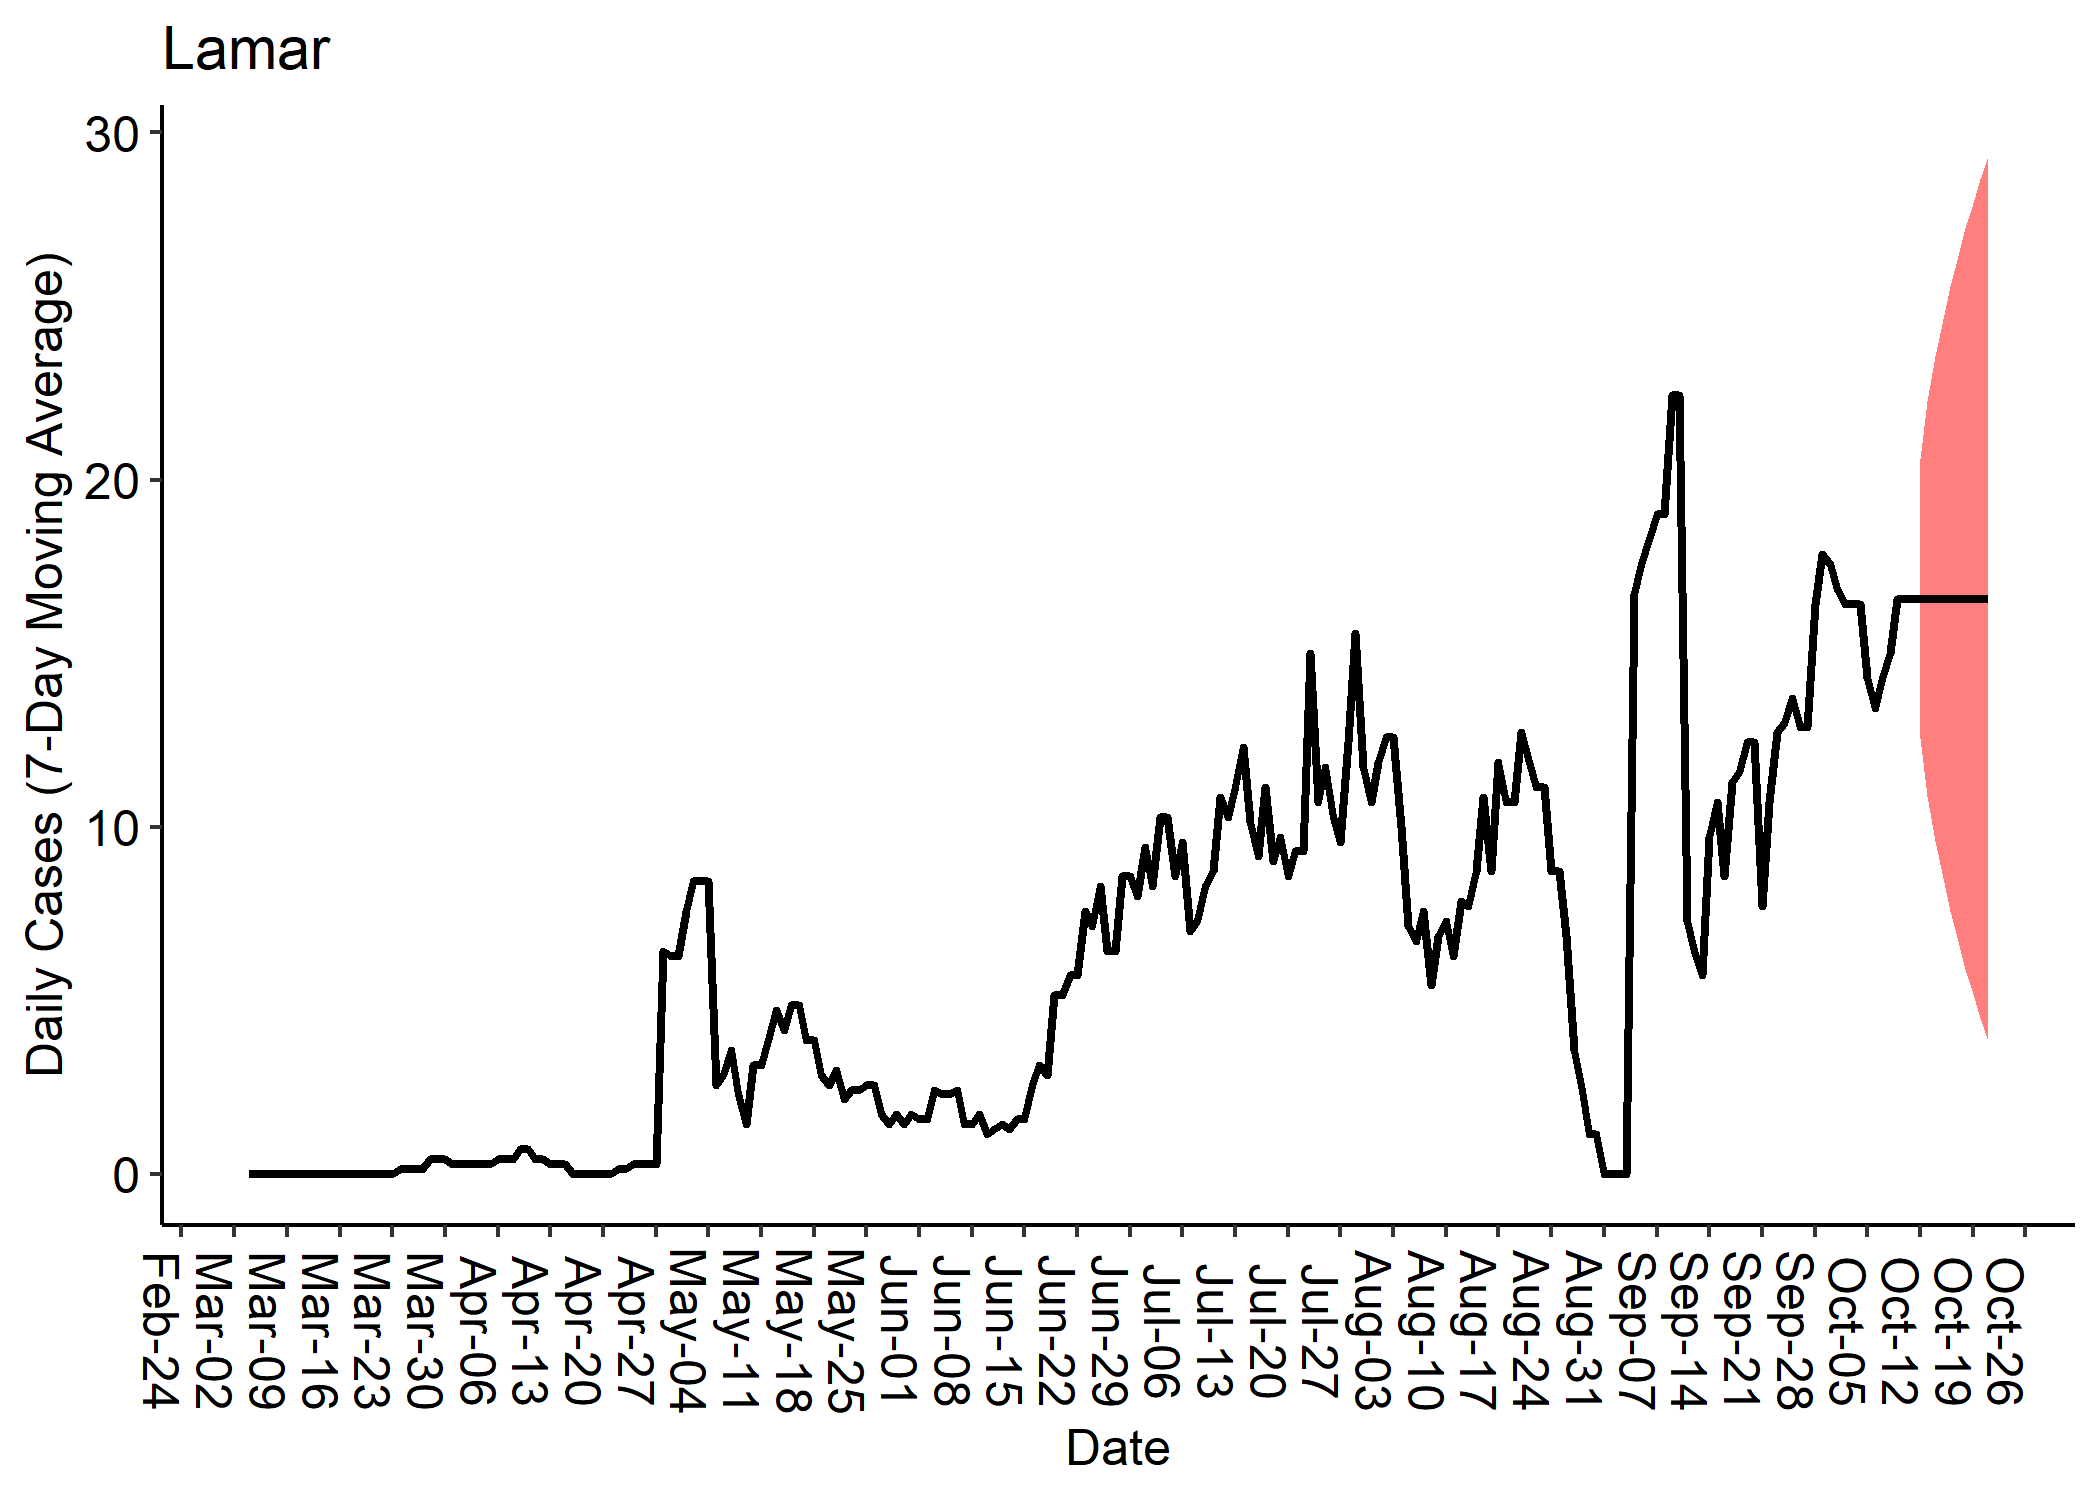 Lamar
30
20
10
0
Daily Cases (7-Day Moving Average)
Feb-24
Mar-02
Mar-09
Mar-16
Mar-23
Mar-30
Apr-06
Apr-13
Apr-20
Apr-27
May-04
May-11
May-18
May-25
Jun-01
Jun-08
Jun-15
Jun-22
Jun-29
Jul-06
Jul-13
Jul-20
Jul-27
Aug-03
Aug-10
Aug-17
Aug-24
Aug-31
Sep-07
Sep-14
Sep-21
Sep-28
Oct-05
Oct-12
Oct-19
Oct-26
Date